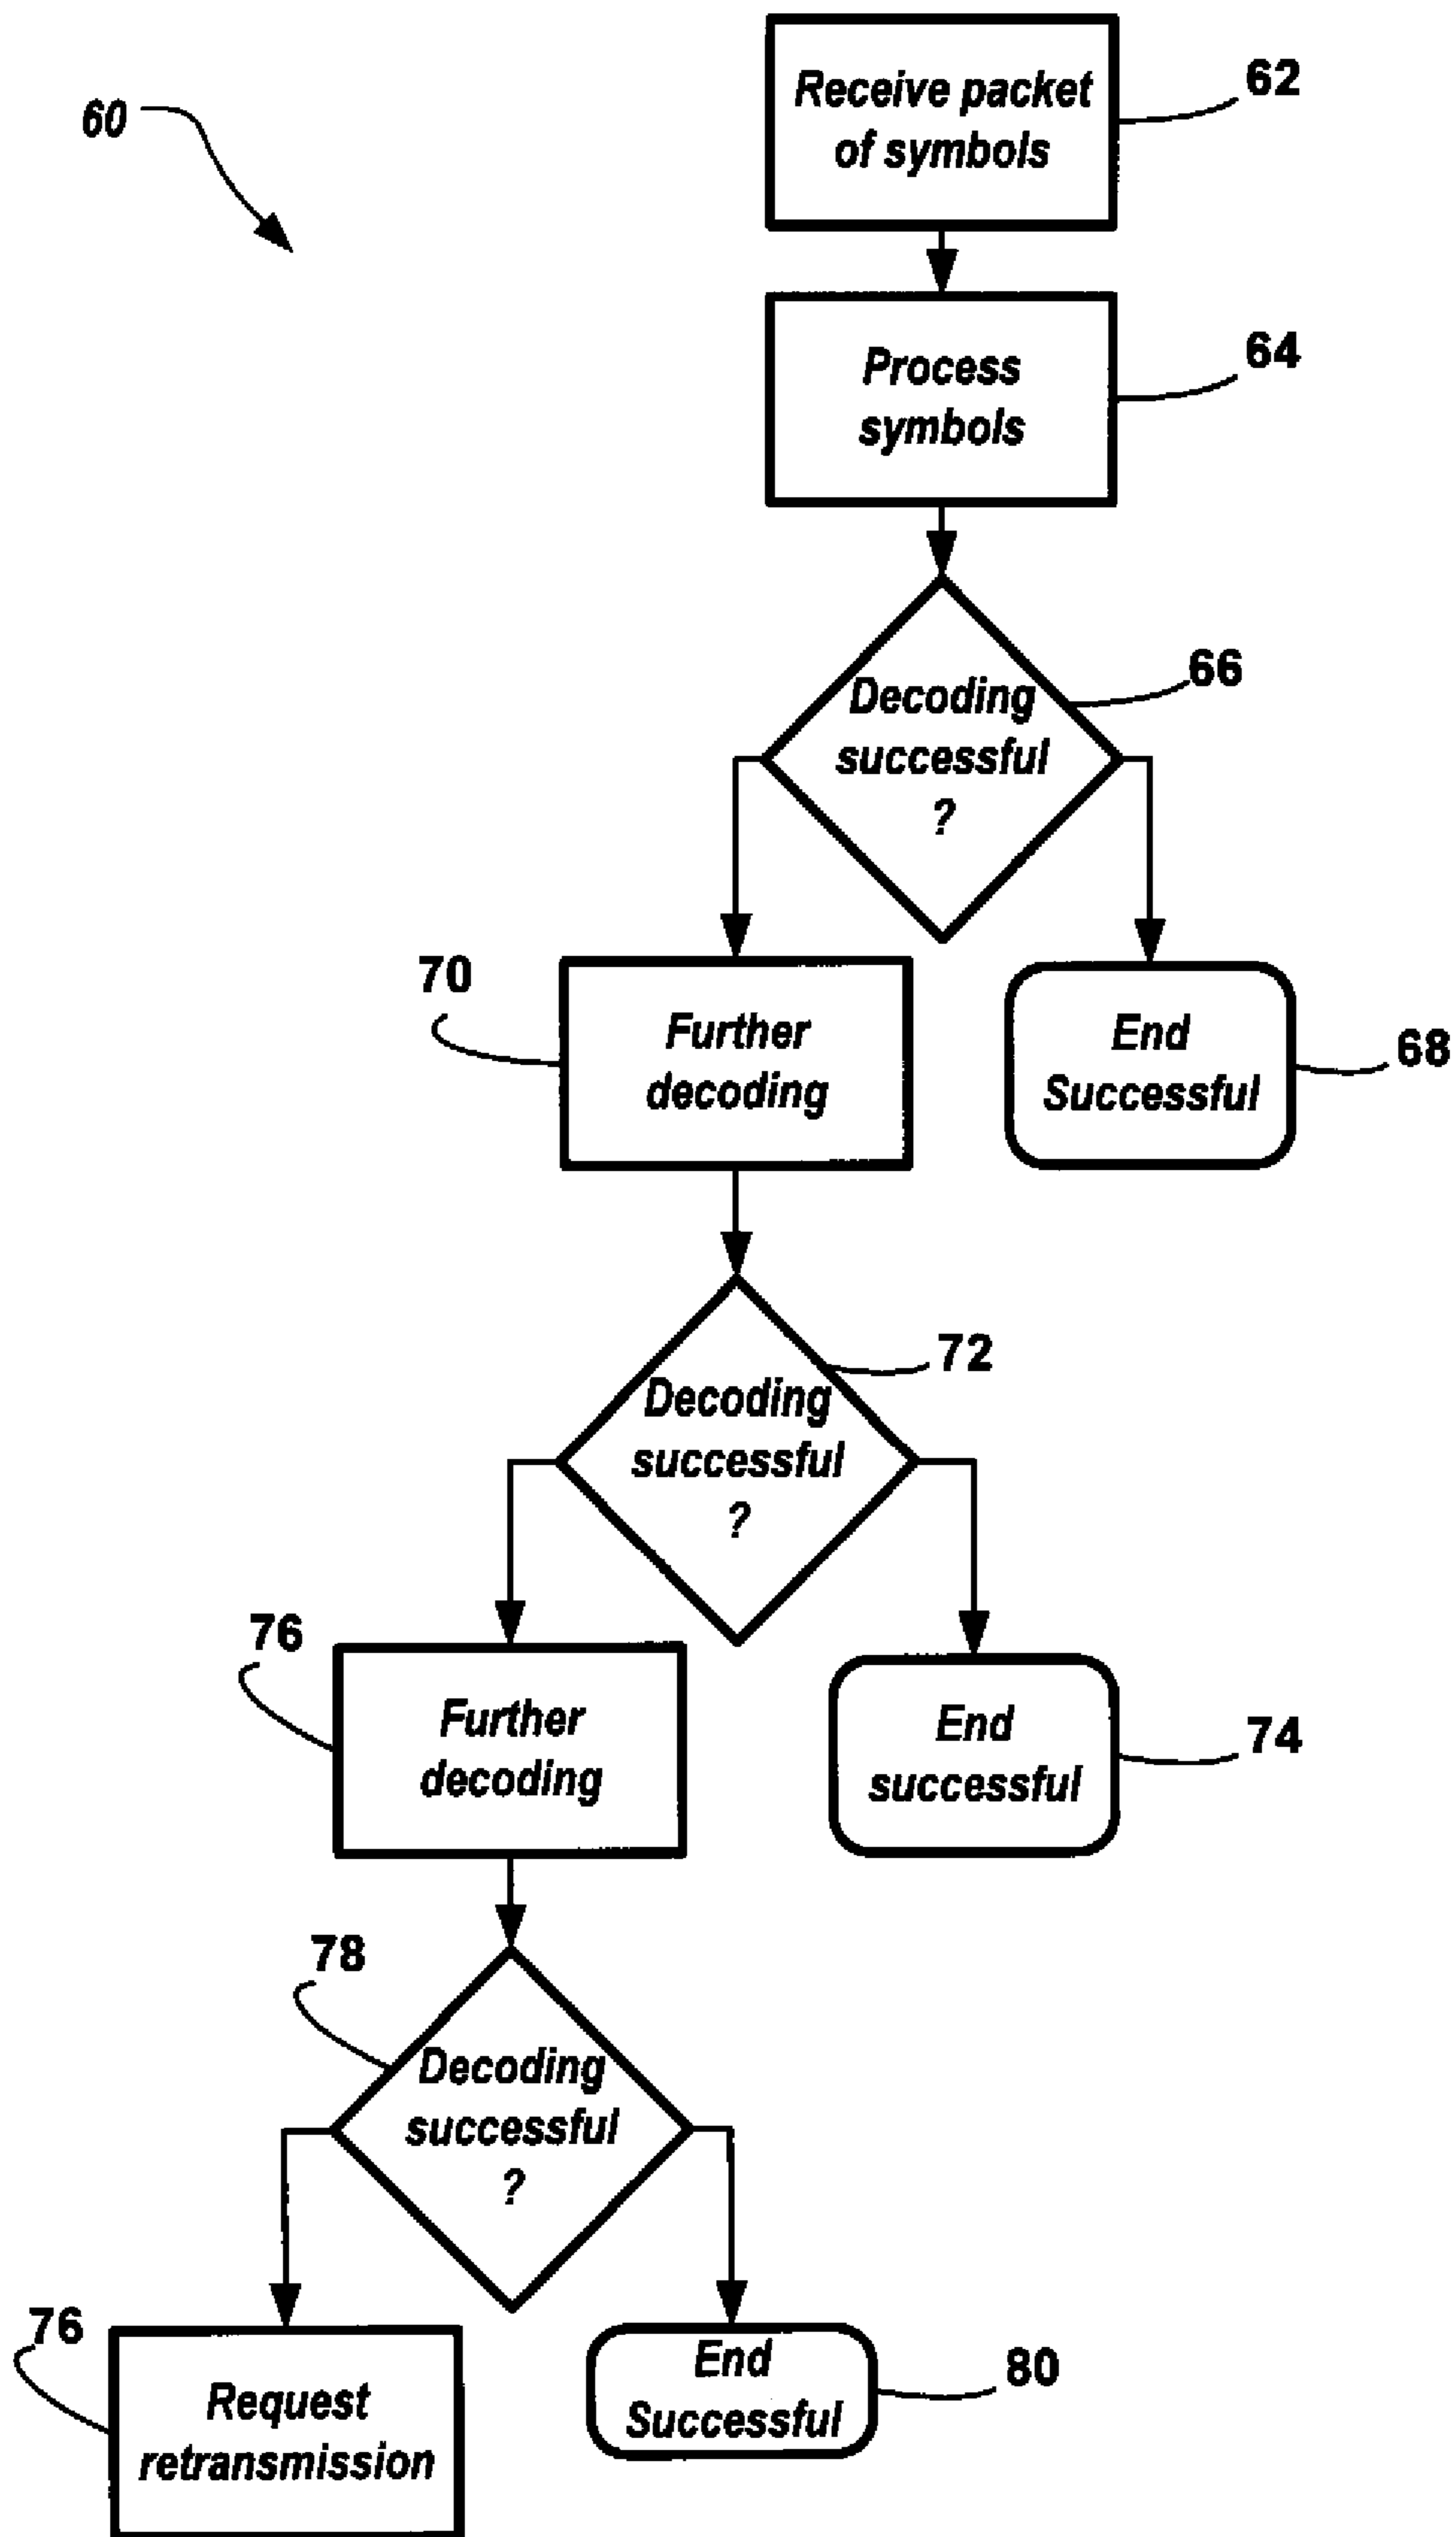 60
Receive packet
of symbols
62
Process
symbols
64
Decoding
successful
?
66
70
Further
decoding
End
Successful
68
Decoding
successful
?
72
76
Further
decoding
End
successful
74
78
Decoding
successful
?
76
Request
retransmission
End
Successful
80